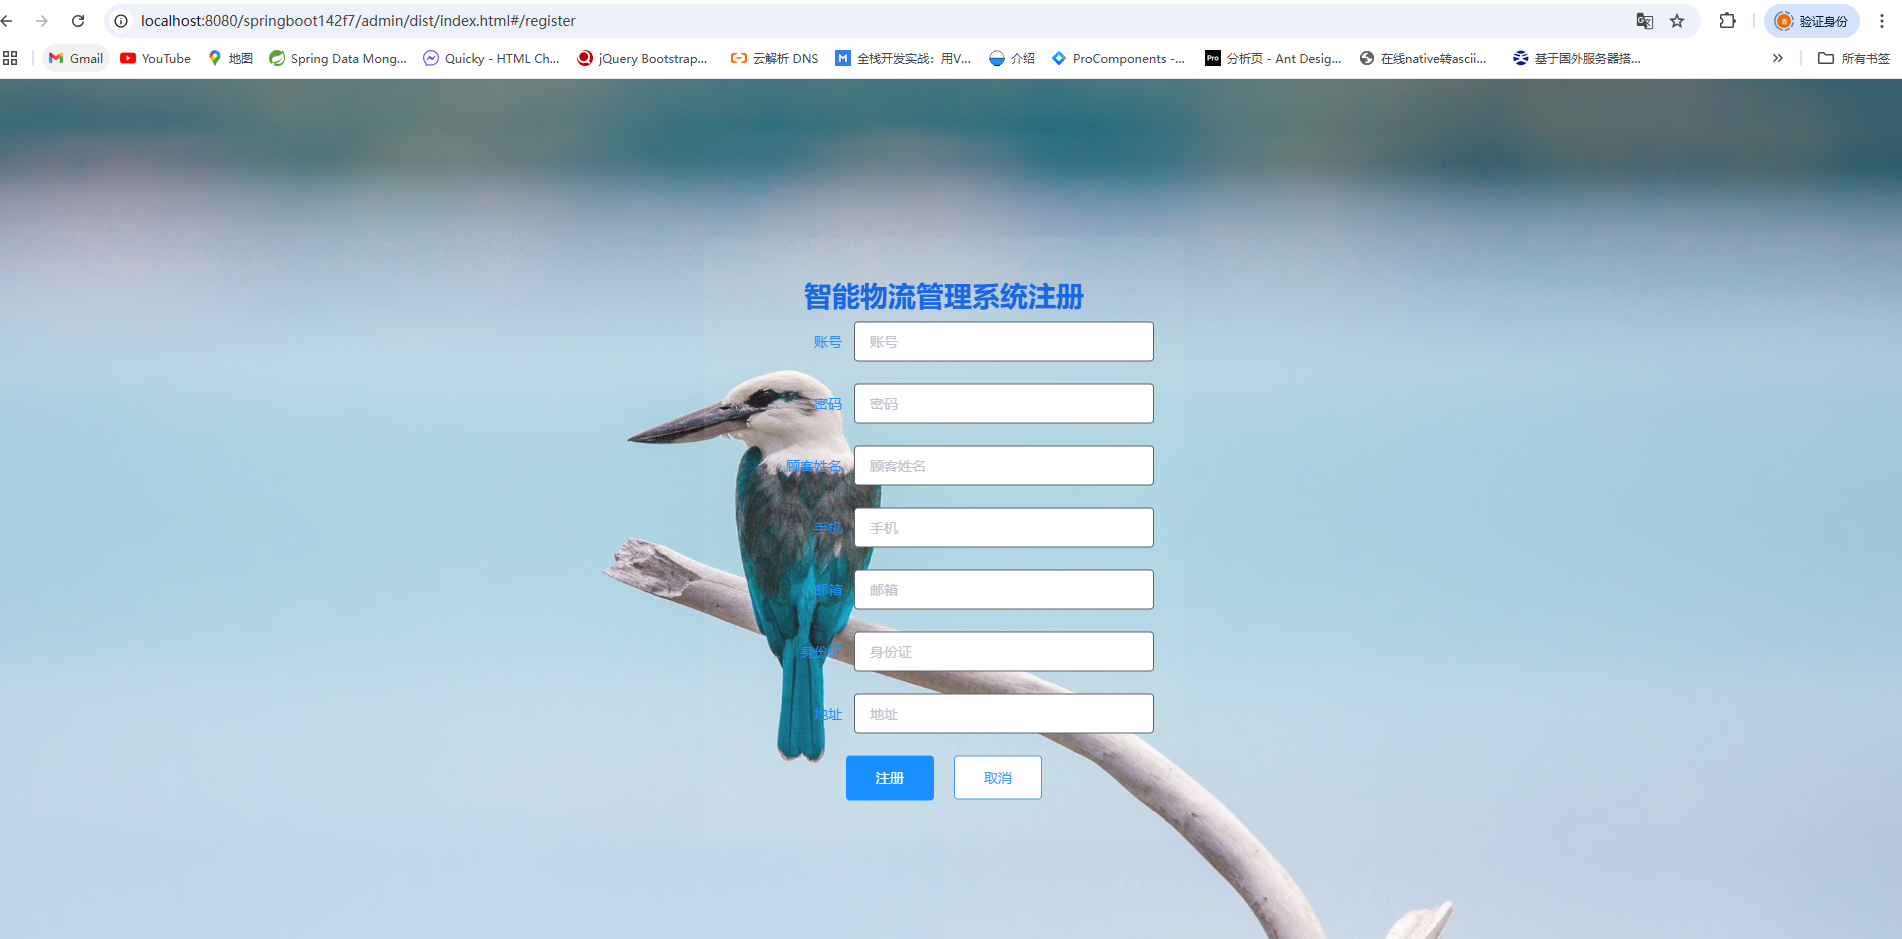 localhost:8080/springboot142f7/admin/dist/index.html#/register
验证身份
Gmail
YouTube
地图
Spring Data Mong...
Quicky - HTML Ch...
jQuery Bootstrap...
云解析 DNS
全栈开发实战：用V...
介绍
ProComponents -...
Pro 分析页 - Ant Desig...
在线native转ascii...
基于国外服务器搭...
所有书签
智能物流管理系统注册
账号 账号
密码 密码
顾客姓名 顾客姓名
手机 手机
邮箱 邮箱
身份证 身份证
地址 地址
注册 取消